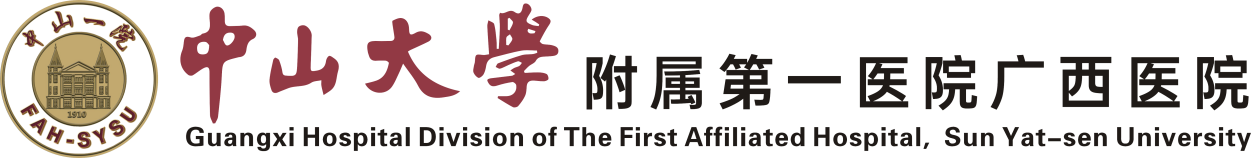 中山一院
1910
FAH-SYSU
中山大学附属第一医院广西医院
Guangxi Hospital Division of The First Affiliated Hospital, Sun Yat-sen University